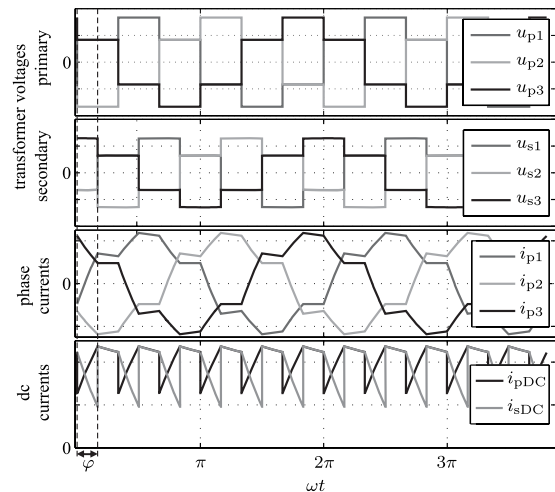 transformer voltages
primary
0
u_p1
u_p2
u_p3
secondary
0
u_s1
u_s2
u_s3
phase
currents
0
i_p1
i_p2
i_p3
dc
currents
0
i_pDC
i_sDC
φ
π
2π
3π
ωt